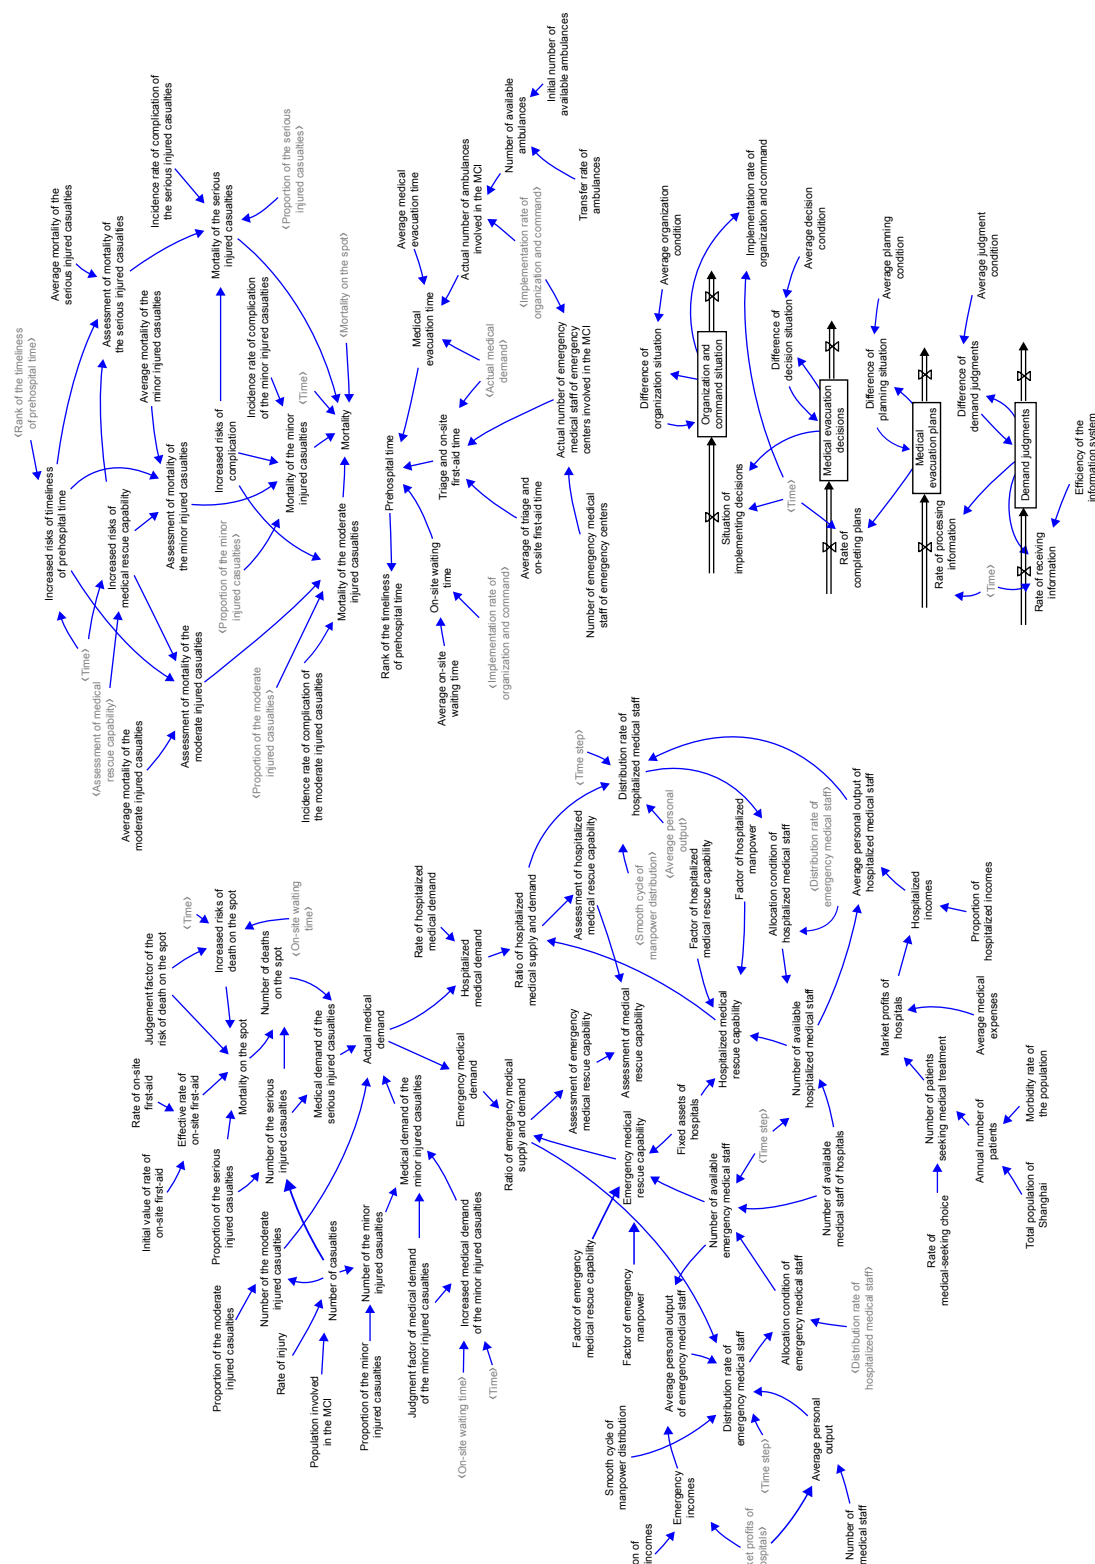 Initial value of rate of
on-site first-aid
Rate of on-site
first-aid
Effective rate of
on-site first-aid
Judgement factor of the
risk of death on the spot
<Time>
Increased risks of
death on the spot
<On-site waiting
time>
Mortality on the spot
Number of deaths
on the spot
Proportion of the serious
injured casualties
Number of the serious
injured casualties
Medical demand of the
serious injured casualties
Proportion of the moderate
injured casualties
Number of the moderate
injured casualties
Rate of injury
Number of casualties
Population involved
in the MCI
Actual medical
demand
Proportion of the minor
injured casualties
Number of the minor
injured casualties
Medical demand of the
minor injured casualties
Judgment factor of medical demand
of the minor injured casualties
Increased medical demand
of the minor injured casualties
<On-site waiting time>
<Time>
Rate of hospitalized
medical demand
Hospitalized
medical demand
Emergency medical
demand
Ratio of hospitalized
medical supply and demand
Ratio of emergency medical
supply and demand
Assessment of hospitalized
medical rescue capability
Assessment of emergency
medical rescue capability
Assessment of medical
rescue capability
<Time step>
Distribution rate of
hospitalized medical staff
<Smooth cycle of
manpower distribution>
<Average personal
output>
Factor of hospitalized
medical rescue capability
Factor of hospitalized
manpower
Hospitalized medical
rescue capability
Allocation condition of
hospitalized medical staff
<Distribution rate of
emergency medical staff>
Average personal output of
hospitalized medical staff
Emergency medical
rescue capability
Fixed assets of
hospitals
Factor of emergency
medical rescue capability
Factor of emergency
manpower
Number of available
emergency medical staff
<Time step>
Number of available
hospitalized medical staff
Number of available
medical staff of hospitals
Average personal output
of emergency medical staff
Smooth cycle of
manpower distribution
Distribution rate of
emergency medical staff
Allocation condition of
emergency medical staff
<Distribution rate of
hospitalized medical staff>
<Time step>
Emergency
incomes
on of
incomes
ket profits of
ospitals>
Average personal
output
Number of
medical staff
Hospitalized
incomes
Proportion of
hospitalized incomes
Market profits of
hospitals
Average medical
expenses
Number of patients
seeking medical treatment
Rate of
medical-seeking choice
Annual number of
patients
Morbidity rate of
the population
Total population of
Shanghai
<Rank of the timeliness
of prehospital time>
Increased risks of timeliness
of prehospital time
Average mortality of the
serious injured casualties
Assessment of mortality of
the serious injured casualties
Incidence rate of complication of
the serious injured casualties
Mortality of the serious
injured casualties
<Proportion of the serious
injured casualties>
<Time>
Increased risks of
medical rescue capability
<Assessment of medical
rescue capability>
Average mortality of the
minor injured casualties
Assessment of mortality of
the minor injured casualties
Increased risks of
complication
Incidence rate of complication
of the minor injured casualties
<Proportion of the minor
injured casualties>
Mortality of the minor
injured casualties
<Time>
<Mortality on the spot>
Mortality
Average mortality of the
moderate injured casualties
Assessment of mortality of the
moderate injured casualties
<Proportion of the moderate
injured casualties>
Incidence rate of complication of
the moderate injured casualties
Mortality of the moderate
injured casualties
Average medical
evacuation time
Medical
evacuation time
Prehospital time
Rank of the timeliness
of prehospital time
Average on-site
waiting time
On-site waiting
time
<Implementation rate of
organization and command>
Triage and on-site
first-aid time
Average of triage and
on-site first-aid time
<Actual medical
demand>
Actual number of ambulances
involved in the MCI
Number of available
ambulances
Initial number of
available ambulances
Transfer rate of
ambulances
<Implementation rate of
organization and command>
Actual number of emergency
medical staff of emergency
centers involved in the MCI
Number of emergency medical
staff of emergency centers
Average organization
condition
Difference of
organization situation
Organization and
command situation
Implementation rate of
organization and command
Situation of
implementing decisions
Average decision
condition
Difference of
decision situation
Medical evacuation
decisions
<Time>
Rate of
completing plans
Average planning
condition
Difference of
planning situation
Medical
evacuation plans
Rate of processing
information
Average judgment
condition
Difference of
demand judgments
Demand judgments
<Time>
Rate of receiving
information
Efficiency of the
information system